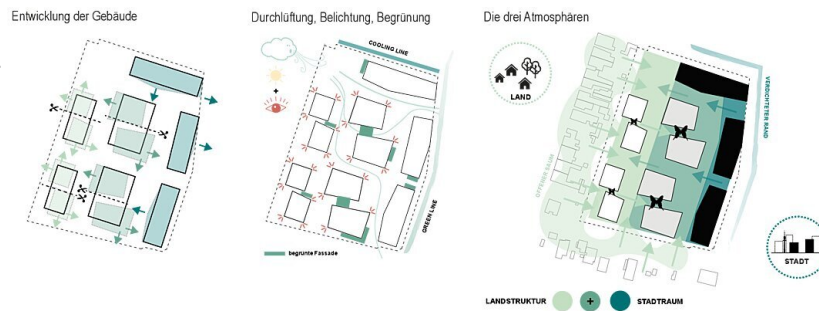 Entwicklung der Gebäude
Durchlüftung, Belichtung, Begrünung
Die drei Atmosphären
COOLING LINE
GREEN LINE
begrünte Fassade
LAND
OFFENER RAND
VERDICHTETER RAND
STADT
LANDSTRUKTUR
STADTRAUM